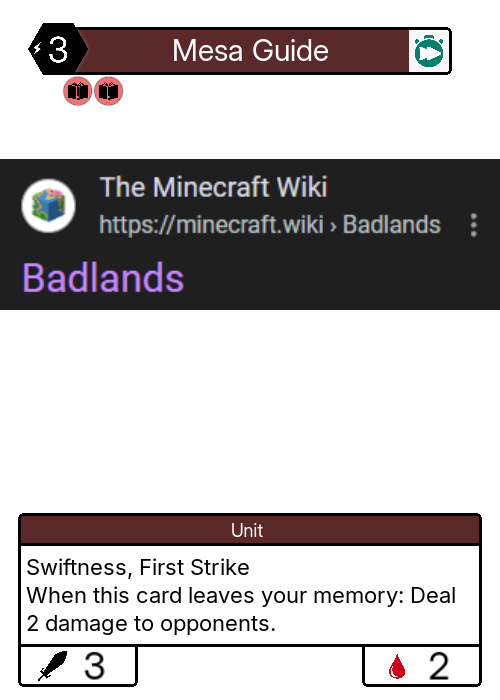 3
Mesa Guide
The Minecraft Wiki
https://minecraft.wiki › Badlands
Badlands
Unit
Swiftness, First Strike
When this card leaves your memory: Deal
2 damage to opponents.
3
2